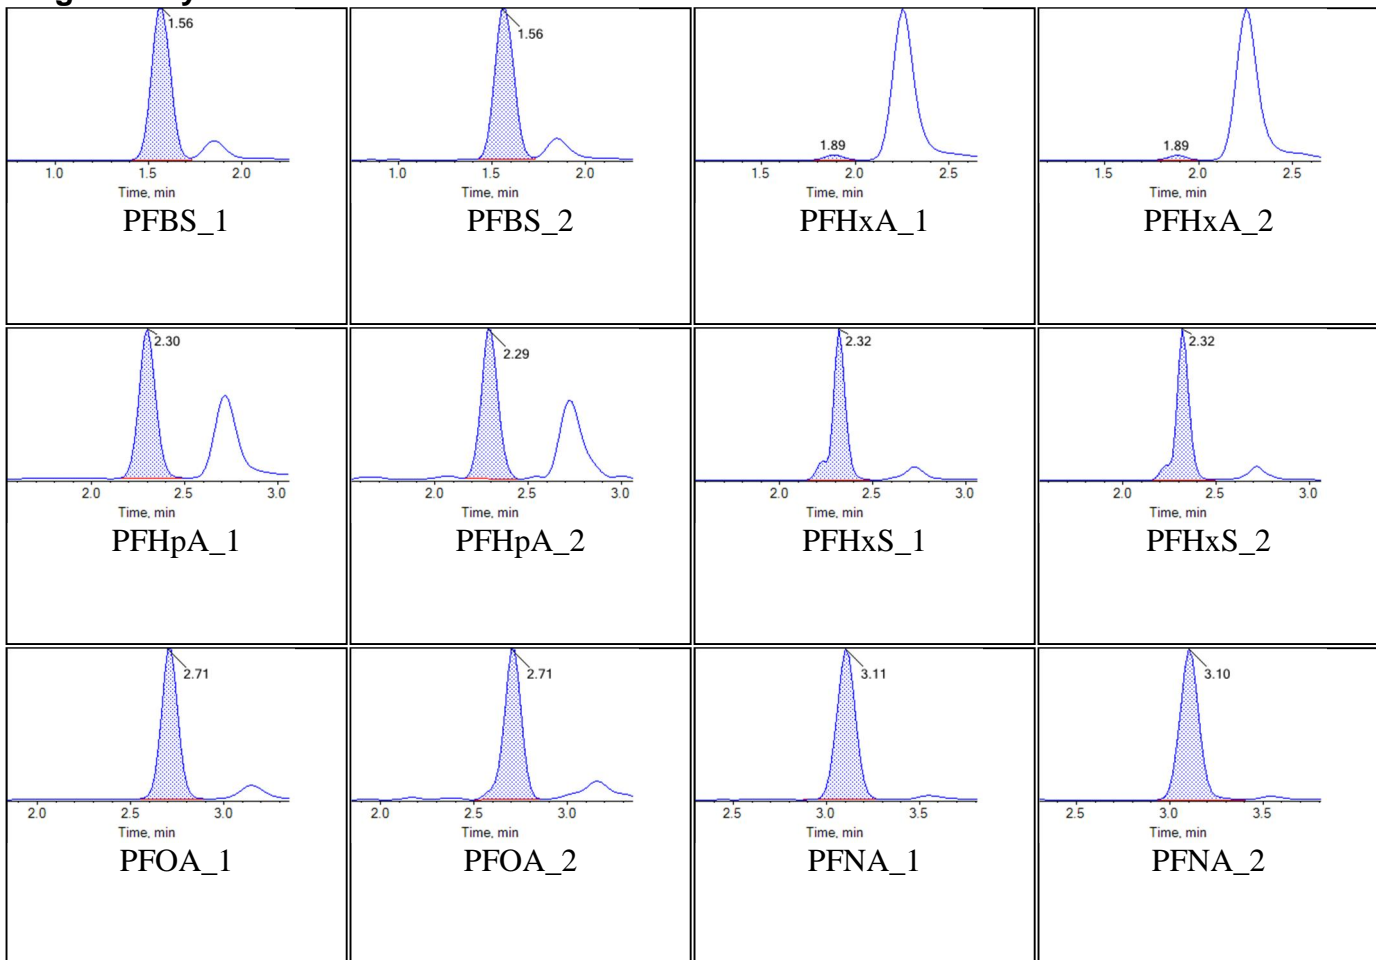 1.56
1.0 1.5 2.0
Time, min
PFBS_1
1.56
1.0 1.5 2.0
Time, min
PFBS_2
1.89
1.5 2.0 2.5
Time, min
PFHxA_1
1.89
1.5 2.0 2.5
Time, min
PFHxA_2
2.30
2.0 2.5 3.0
Time, min
PFHpA_1
2.29
2.0 2.5 3.0
Time, min
PFHpA_2
2.32
2.0 2.5 3.0
Time, min
PFHxS_1
2.32
2.0 2.5 3.0
Time, min
PFHxS_2
2.71
2.0 2.5 3.0
Time, min
PFOA_1
2.71
2.0 2.5 3.0
Time, min
PFOA_2
3.11
2.5 3.0 3.5
Time, min
PFNA_1
3.10
2.5 3.0 3.5
Time, min
PFNA_2